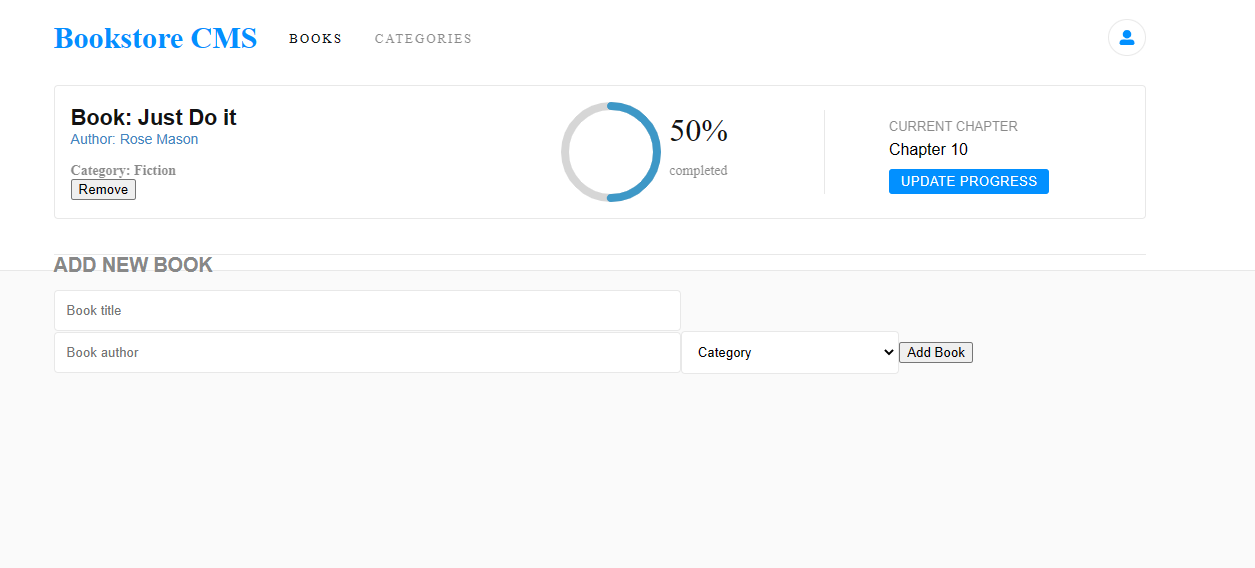 Bookstore CMS BOOKS CATEGORIES
Book: Just Do it
Author: Rose Mason
Category: Fiction
Remove
50%
completed
CURRENT CHAPTER
Chapter 10
UPDATE PROGRESS
ADD NEW BOOK
Book title
Book author Category Add Book